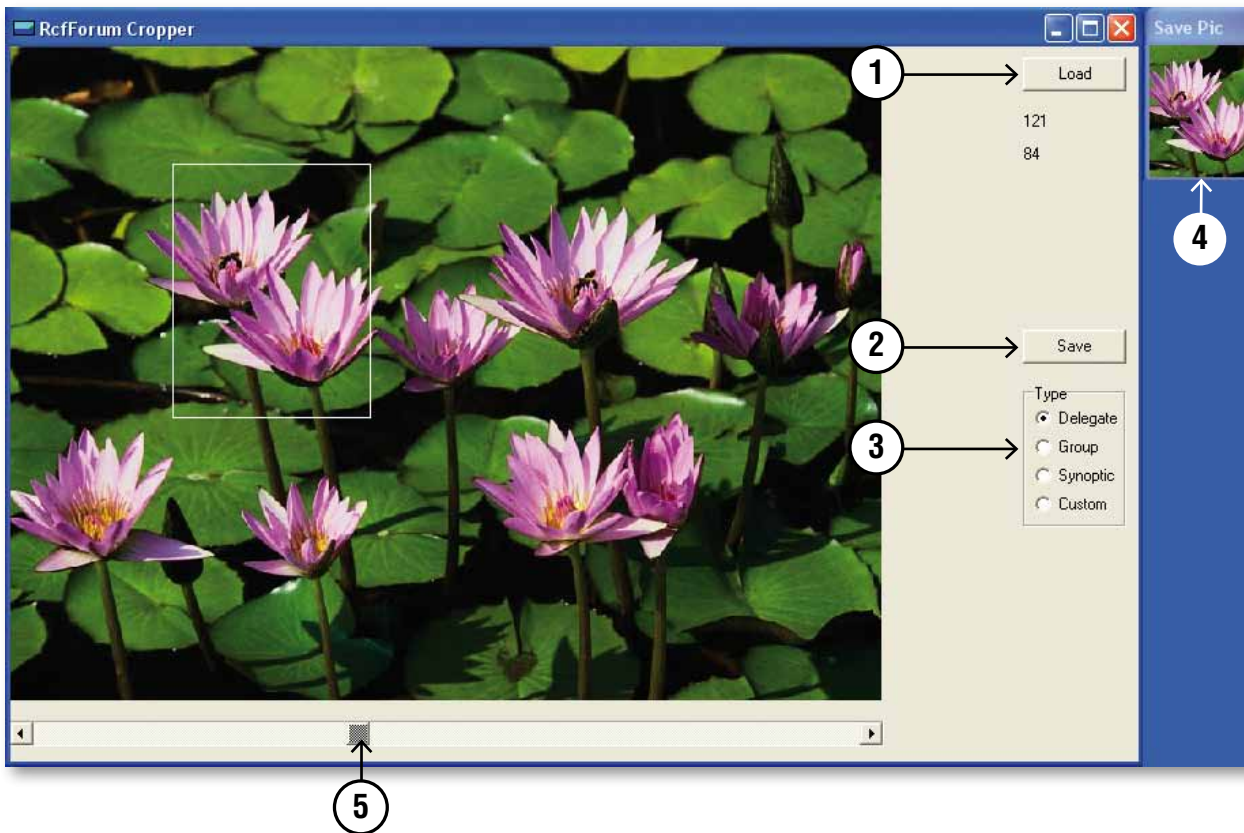 RcfForum Cropper
Save Pic
1
Load
121
84
4
2
Save
Type
Delegate
3
Group
Synoptic
Custom
5